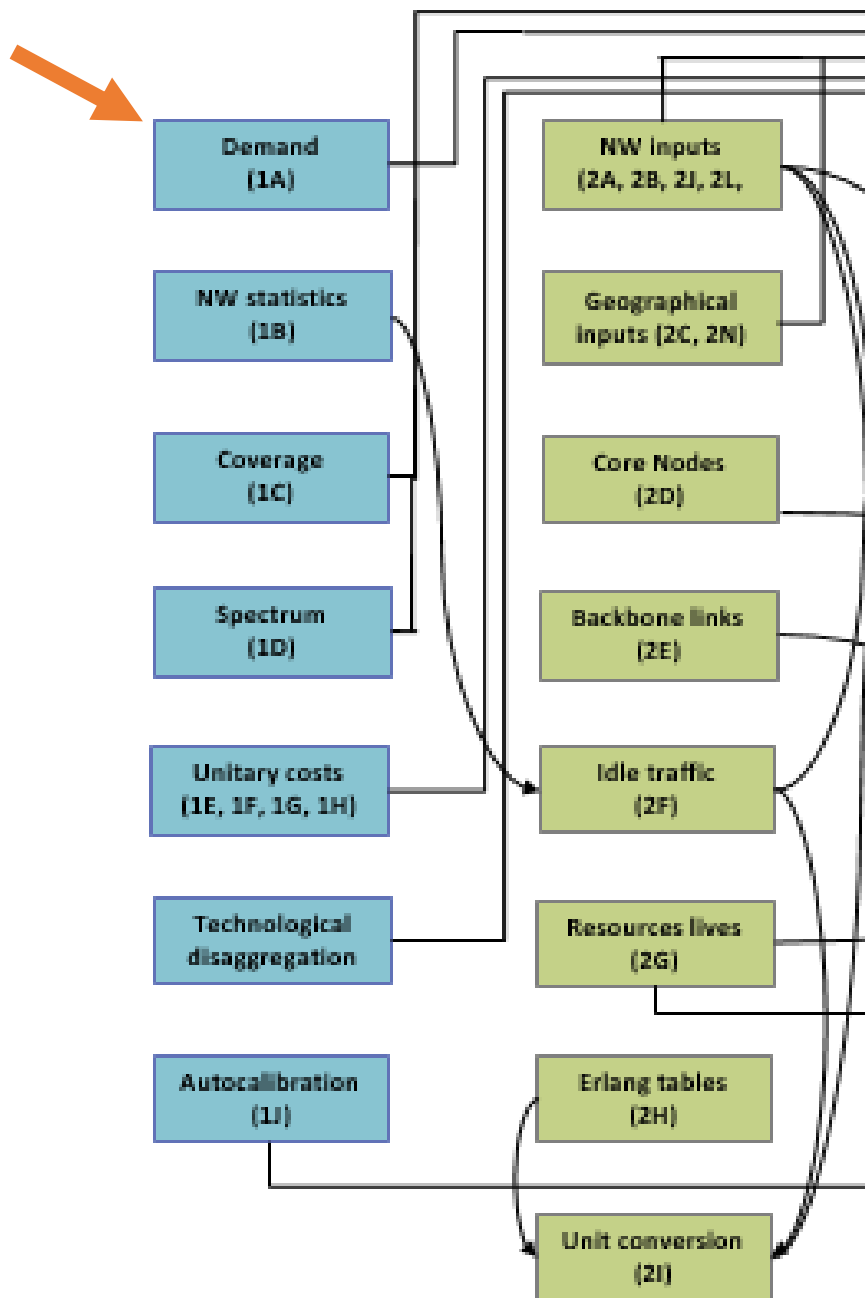 Demand
(1A)
NW statistics
(1B)
Coverage
(1C)
Spectrum
(1D)
Unitary costs
(1E, 1F, 1G, 1H)
Technological
disaggregation
Autocalibration
(1J)
NW inputs
(2A, 2B, 2J, 2L,
Geographical
inputs (2C, 2N)
Core Nodes
(2D)
Backbone links
(2E)
Idle traffic
(2F)
Resources lives
(2G)
Erlang tables
(2H)
Unit conversion
(2I)